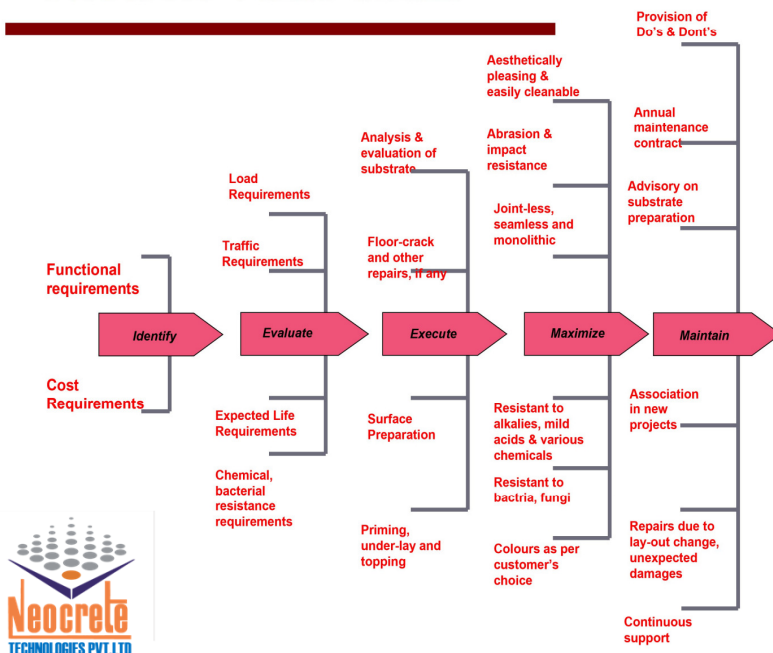 Provision of
Do's & Dont's
Aesthetically
pleasing &
easily cleanable
Annual
maintenance
contract
Analysis &
evaluation of
substrate
Abrasion &
impact
resistance
Load
Requirements
Advisory on
substrate
preparation
Joint-less,
seamless and
monolithic
Traffic
Requirements
Floor-crack
and other
repairs, if any
Functional
requirements
Identify
Evaluate
Execute
Maximize
Maintain
Cost
Requirements
Expected Life
Requirements
Surface
Preparation
Resistant to
alkalies, mild
acids & various
chemicals
Association
in new
projects
Chemical,
bacterial
resistance
requirements
Resistant to
bactria, fungi
Priming,
under-lay and
topping
Colours as per
customer's
choice
Repairs due to
lay-out change,
unexpected
damages
Continuous
support
Neocrete
TECHNOLOGIES PVT LTD